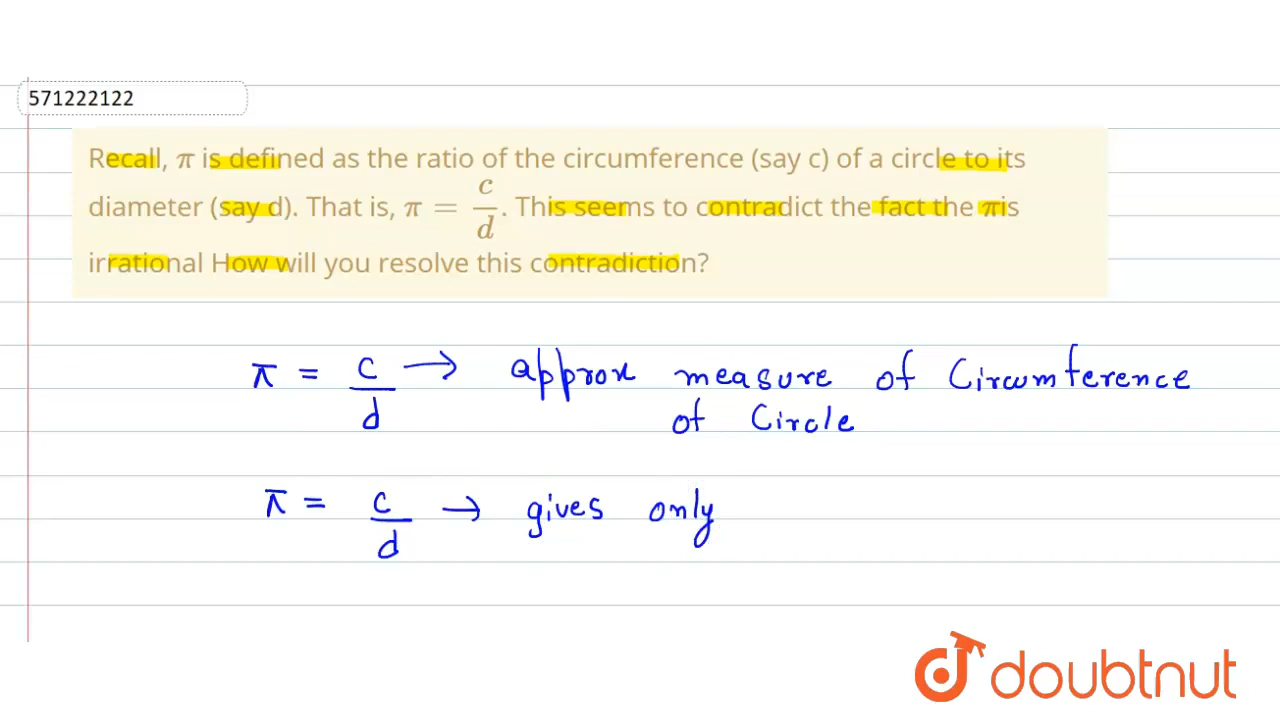 571222122
Recall, π is defined as the ratio of the circumference (say c) of a circle to its
diameter (say d). That is, π = c/d. This seems to contradict the fact the π is
irrational How will you resolve this contradiction?
π = c/d → approx measure of Circumference
of Circle
π = c/d → gives only
doubtnut